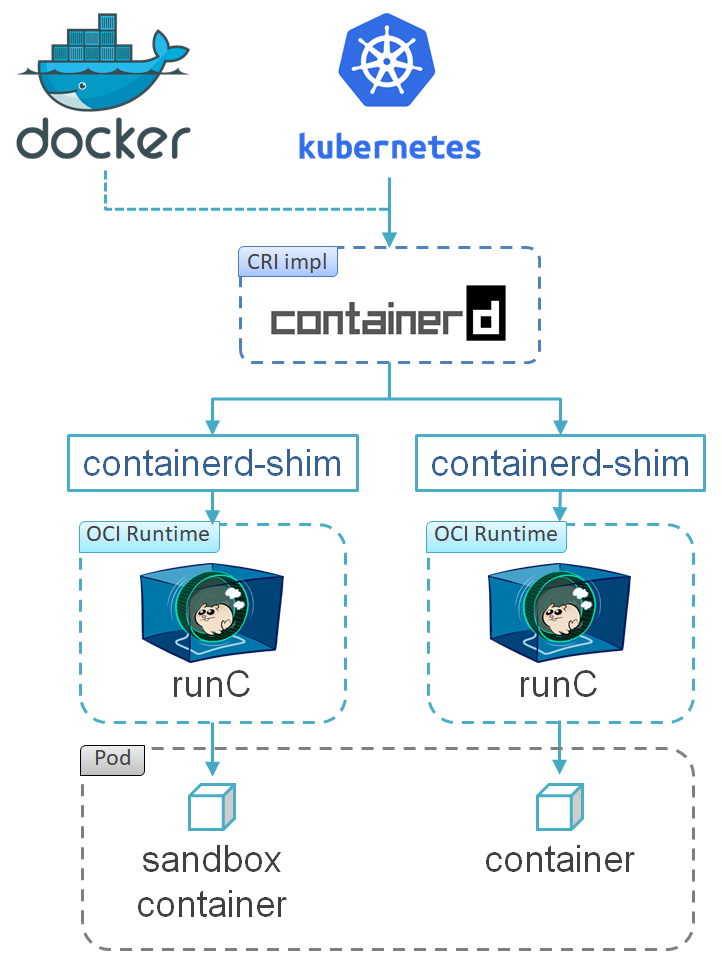 docker
kubernetes
CRI impl
containerd
containerd-shim
containerd-shim
OCI Runtime
OCI Runtime
runC
runC
Pod
sandbox
container
container